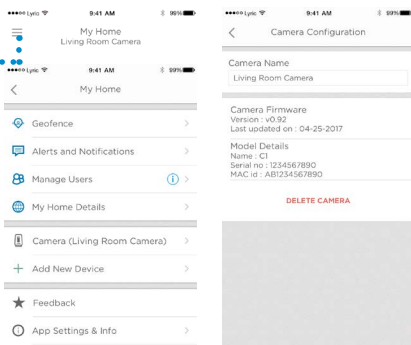 Lyric 9:41 AM 99%
My Home
Living Room Camera
Lyric 9:41 AM 99%
My Home
Geofence
Alerts and Notifications
Manage Users
My Home Details
Camera (Living Room Camera)
Add New Device
Feedback
App Settings & Info
Lyric 9:41 AM 99%
Camera Configuration
Camera Name
Living Room Camera
Camera Firmware
Version : v0.92
Last updated on : 04-25-2017
Model Details
Name : C1
Serial no : 1234567890
MAC id : AB1234567890
DELETE CAMERA